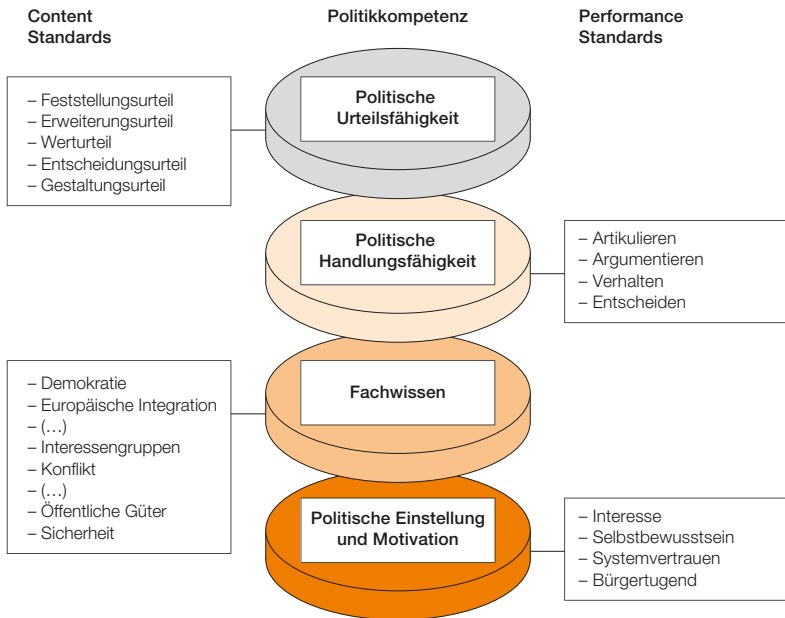 Content
Standards
Politikkompetenz
Performance
Standards
Politische
Urteilsfähigkeit
– Feststellungsurteil
– Erweiterungsurteil
– Werturteil
– Entscheidungsurteil
– Gestaltungsurteil
Politische
Handlungsfähigkeit
– Artikulieren
– Argumentieren
– Verhalten
– Entscheiden
Fachwissen
– Demokratie
– Europäische Integration
– (…)
– Interessengruppen
– Konflikt
– (…)
– Öffentliche Güter
– Sicherheit
Politische Einstellung
und Motivation
– Interesse
– Selbstbewusstsein
– Systemvertrauen
– Bürgertugend